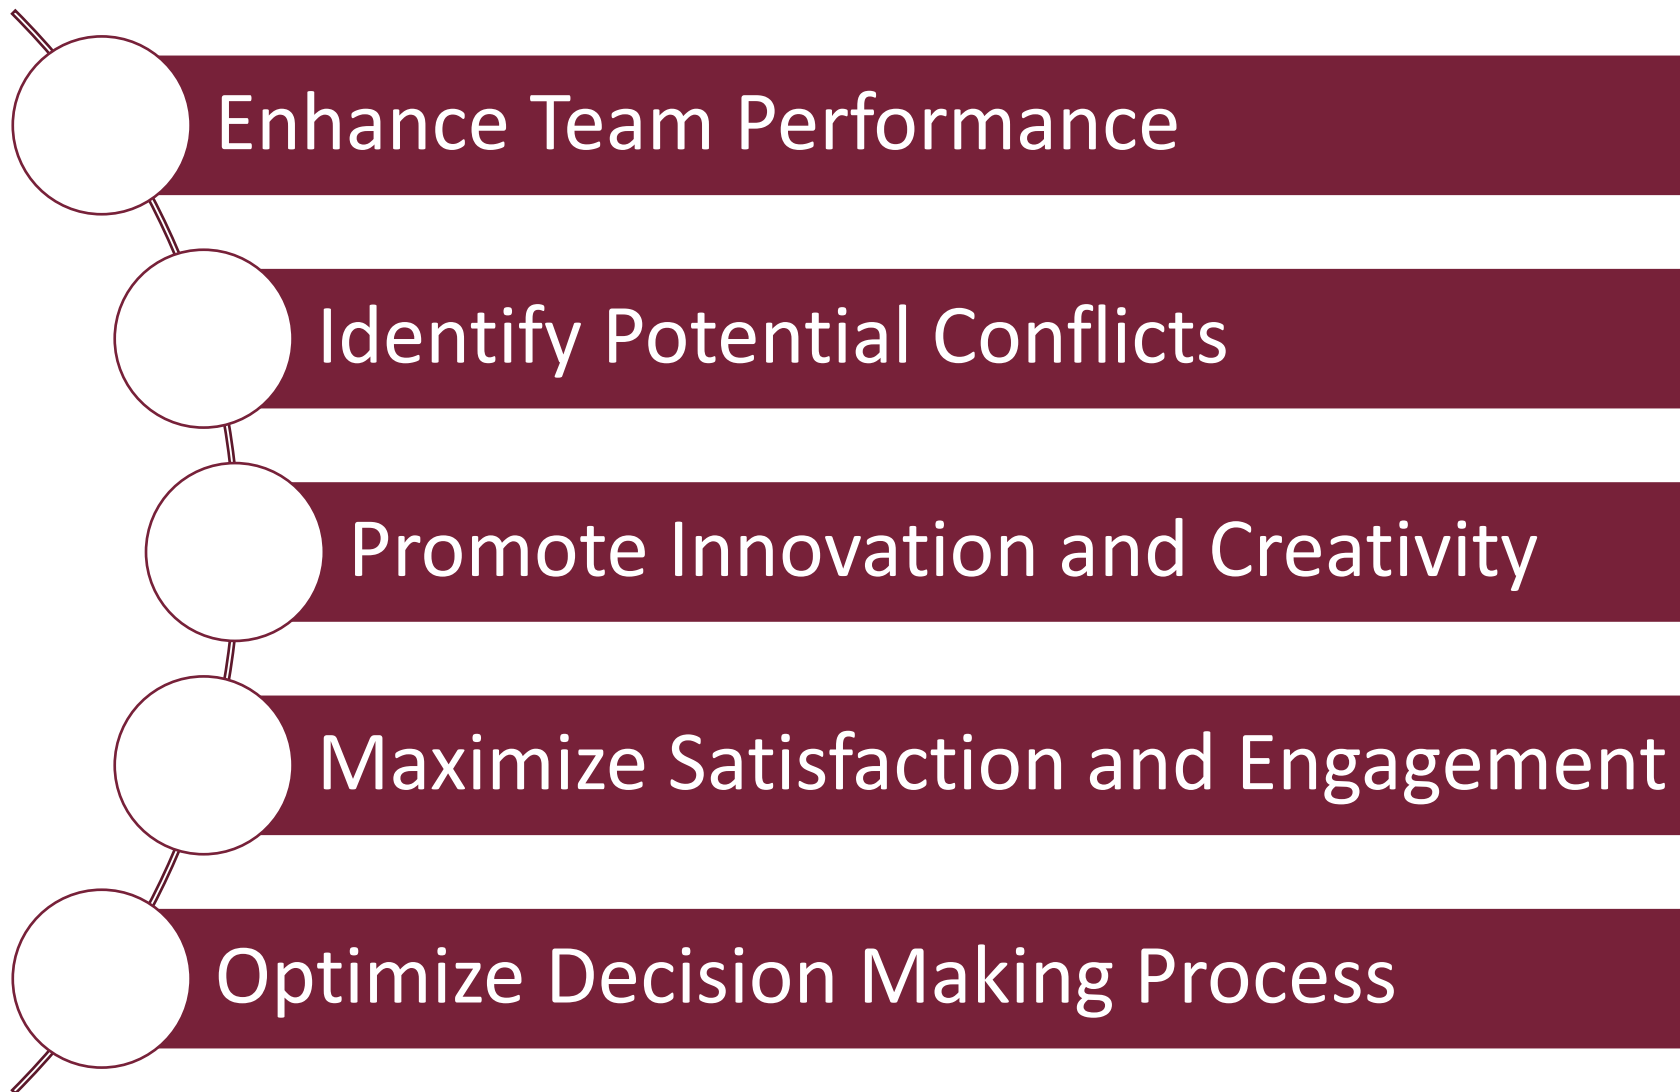 Enhance Team Performance
Identify Potential Conflicts
Promote Innovation and Creativity
Maximize Satisfaction and Engagement
Optimize Decision Making Process